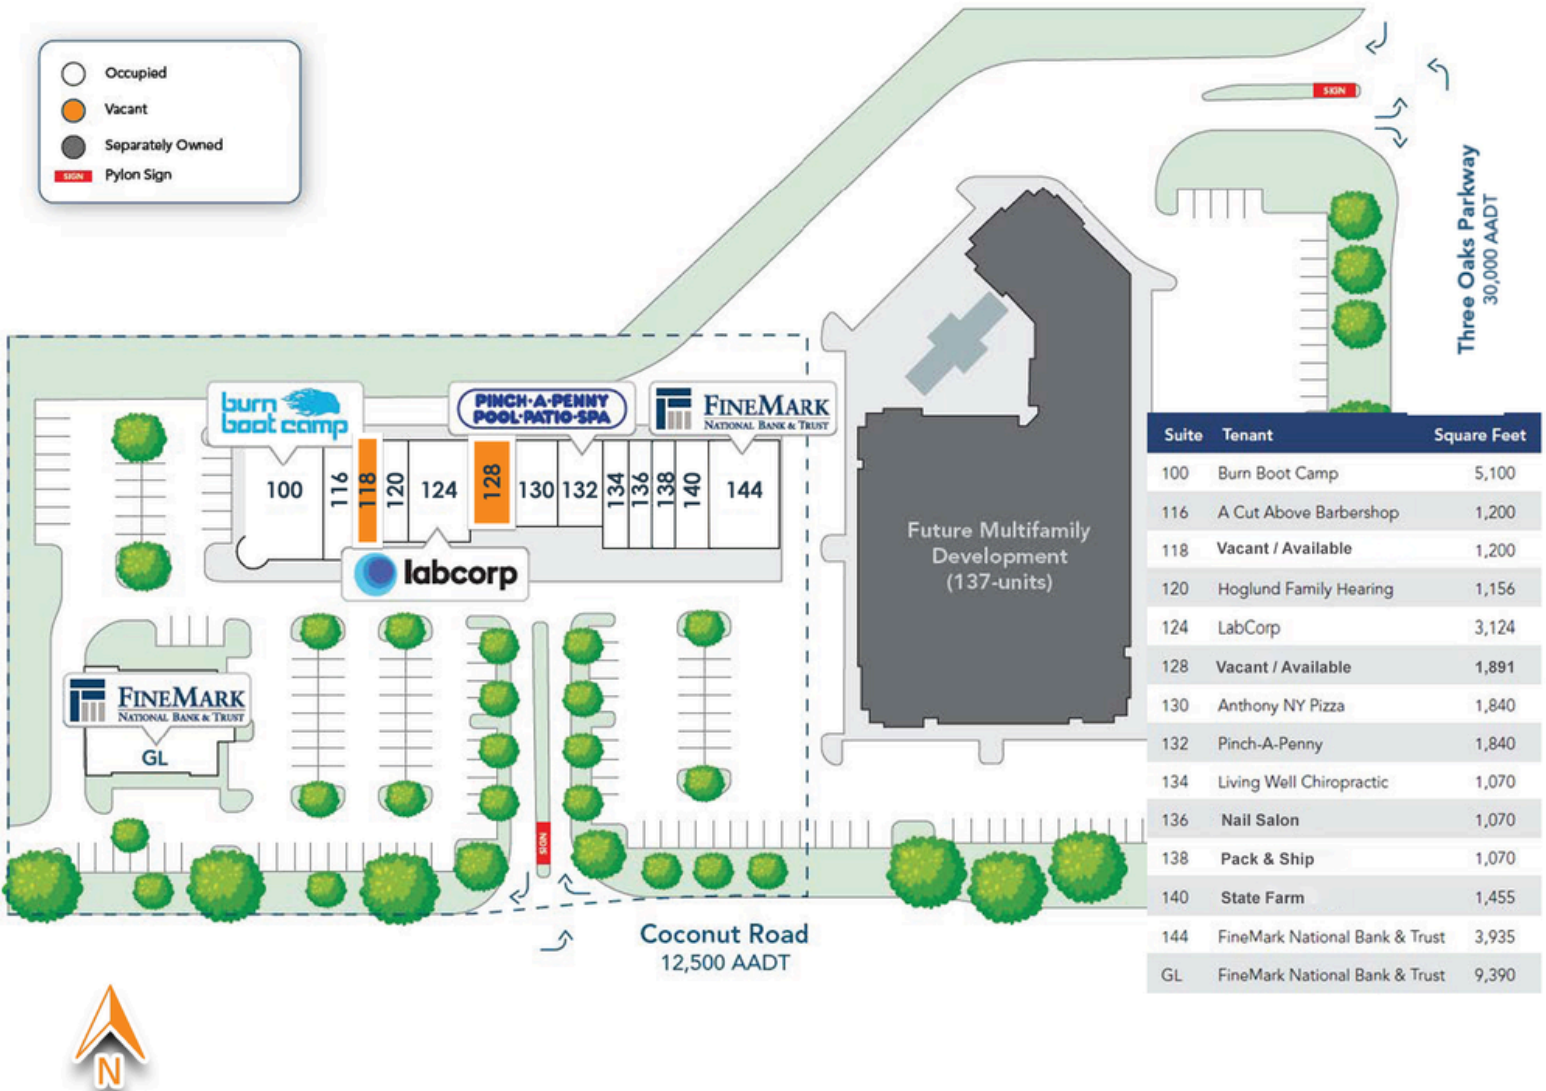 Occupied
Vacant
Separately Owned
SIGN Pylon Sign
SIGN
Three Oaks Parkway
30,000 AADT
burn
boot camp
PINCH·A·PENNY
POOL·PATIO·SPA
FINEMARK
NATIONAL BANK & TRUST
100
116
118
120
124
128
130
132
134
136
138
140
144
labcorp
Future Multifamily
Development
(137-units)
FINEMARK
NATIONAL BANK & TRUST
GL
SIGN
Coconut Road
12,500 AADT
N
Suite Tenant Square Feet
100 Burn Boot Camp 5,100
116 A Cut Above Barbershop 1,200
118 Vacant / Available 1,200
120 Hoglund Family Hearing 1,156
124 LabCorp 3,124
128 Vacant / Available 1,891
130 Anthony NY Pizza 1,840
132 Pinch-A-Penny 1,840
134 Living Well Chiropractic 1,070
136 Nail Salon 1,070
138 Pack & Ship 1,070
140 State Farm 1,455
144 FineMark National Bank & Trust 3,935
GL FineMark National Bank & Trust 9,390